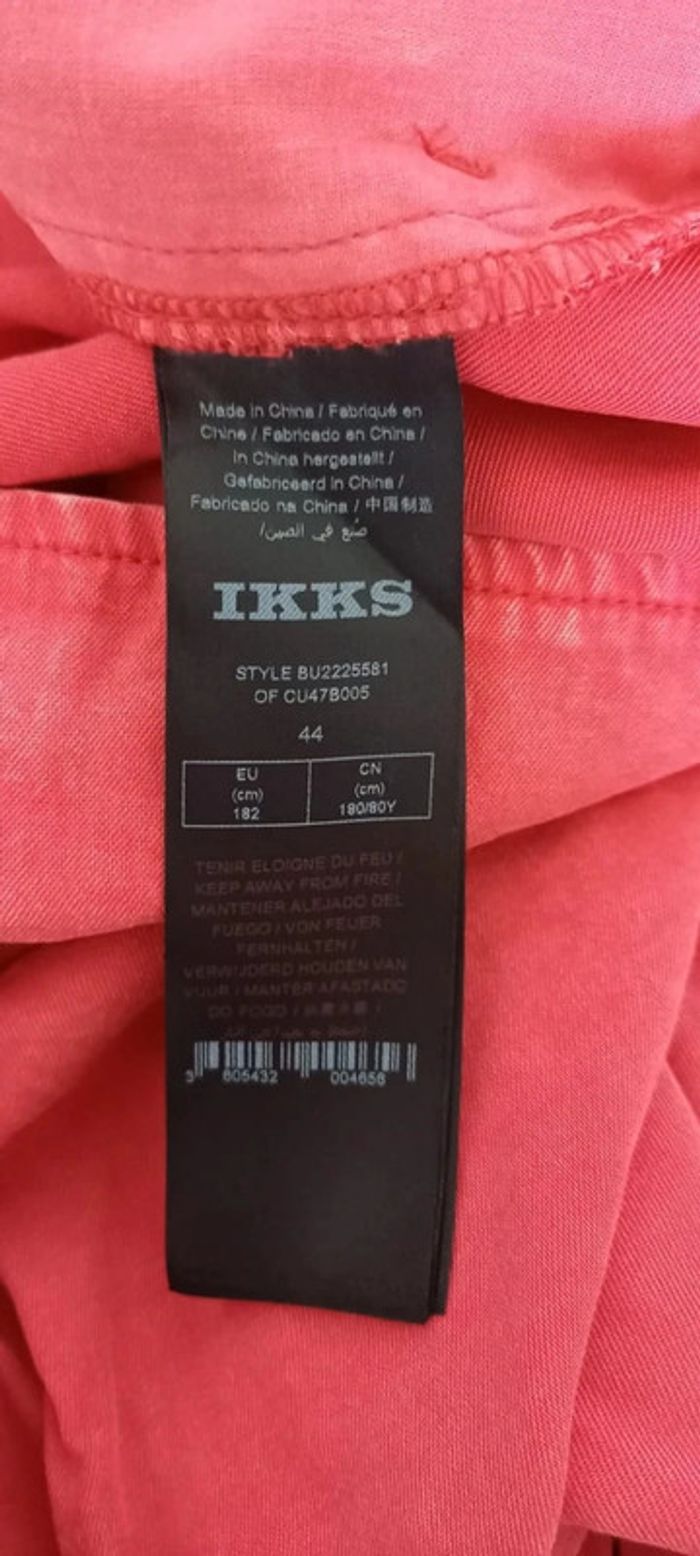 Made in China / Fabriqué en
Chine / Fabricado en China /
In China hergestellt /
Gefabriceerd in China /
Fabricado na China / 中国制造
صُنع في الصين/
IKKS
STYLE BU2225581
OF CU47B005
44
EU
(cm)
182
CN
(cm)
180/80Y
TENIR ELOIGNE DU FEU /
KEEP AWAY FROM FIRE /
MANTENER ALEJADO DEL
FUEGO / VON FEUER
FERNHALTEN /
VERWIJDERD HOUDEN VAN
VUUR / MANTER AFASTADO
DO FOGO /
3 605432 004656